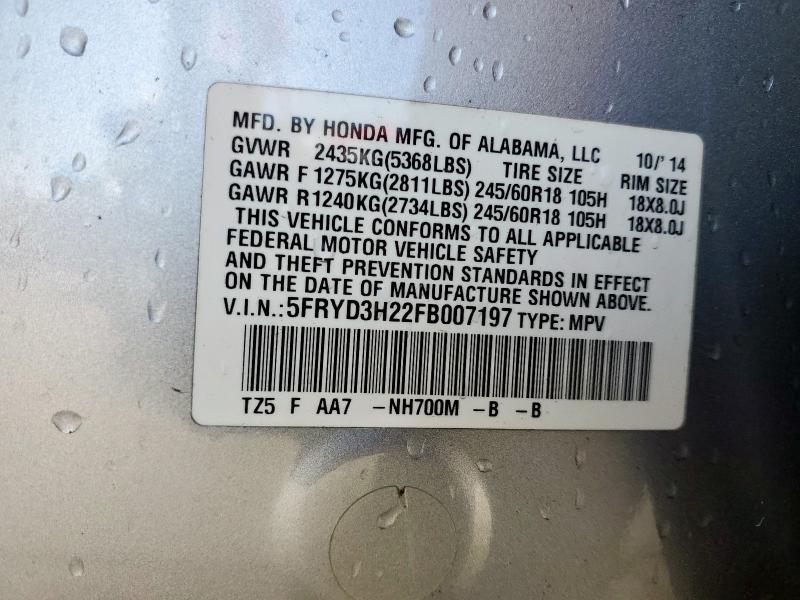 MFD. BY HONDA MFG. OF ALABAMA, LLC 10/'14
GVWR 2435KG(5368LBS) TIRE SIZE RIM SIZE
GAWR F 1275KG(2811LBS) 245/60R18 105H 18X8.0J
GAWR R1240KG(2734LBS) 245/60R18 105H 18X8.0J
THIS VEHICLE CONFORMS TO ALL APPLICABLE
FEDERAL MOTOR VEHICLE SAFETY
AND THEFT PREVENTION STANDARDS IN EFFECT
ON THE DATE OF MANUFACTURE SHOWN ABOVE.
V.I.N.:5FRYD3H22FB007197 TYPE: MPV
TZ5 F AA7 -NH700M -B -B